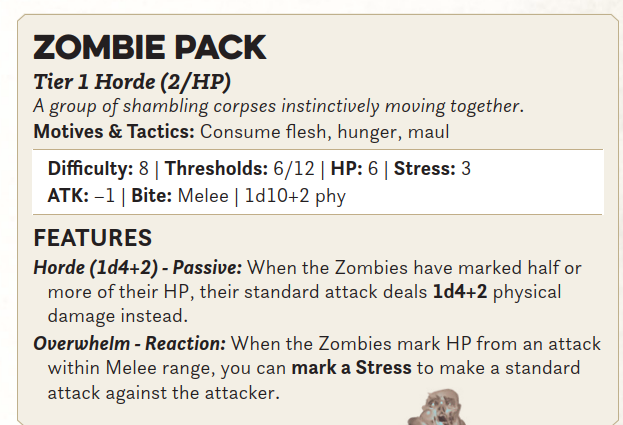 ZOMBIE PACK
Tier 1 Horde (2/HP)
A group of shambling corpses instinctively moving together.
Motives & Tactics: Consume flesh, hunger, maul
Difficulty: 8 | Thresholds: 6/12 | HP: 6 | Stress: 3
ATK: –1 | Bite: Melee | 1d10+2 phy
FEATURES
Horde (1d4+2) - Passive: When the Zombies have marked half or
more of their HP, their standard attack deals 1d4+2 physical
damage instead.
Overwhelm - Reaction: When the Zombies mark HP from an attack
within Melee range, you can mark a Stress to make a standard
attack against the attacker.